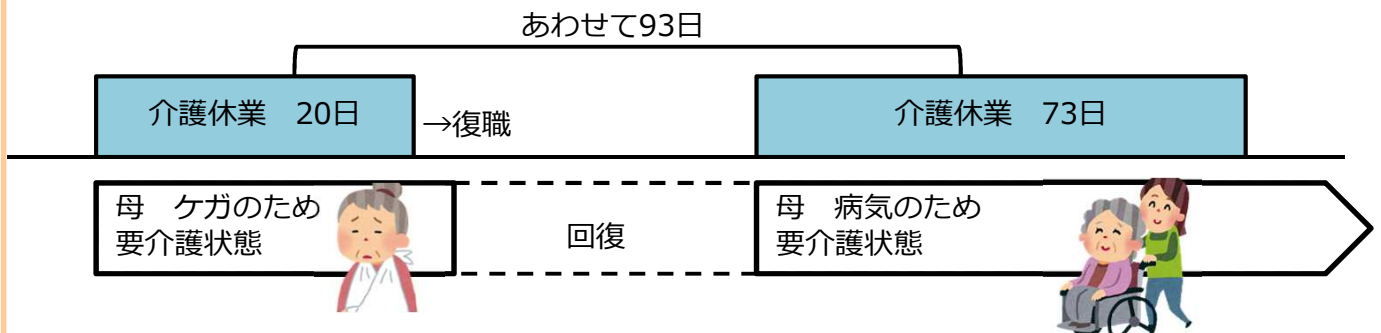 あわせて93日
介護休業　20日
→復職
介護休業　73日
母　ケガのため
要介護状態
回復
母　病気のため
要介護状態